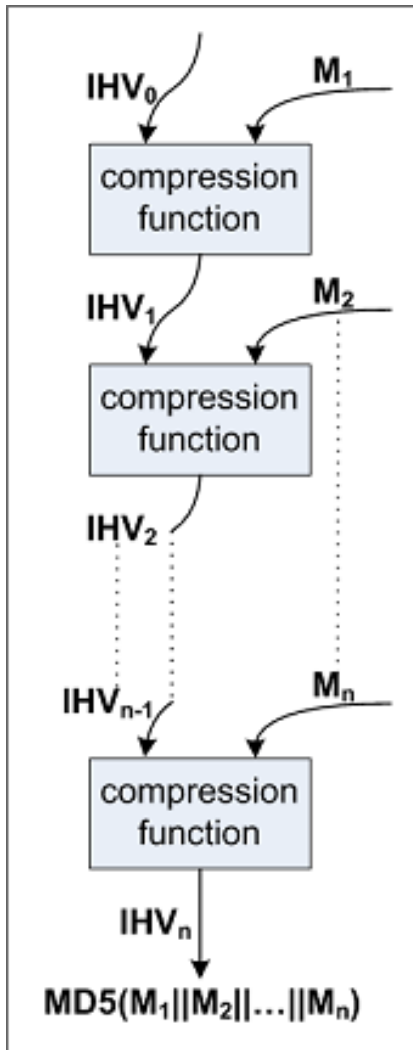 IHV₀
M₁
compression
function
IHV₁
M₂
compression
function
IHV₂
IHVₙ₋₁
Mₙ
compression
function
IHVₙ
MD5(M₁||M₂||...||Mₙ)